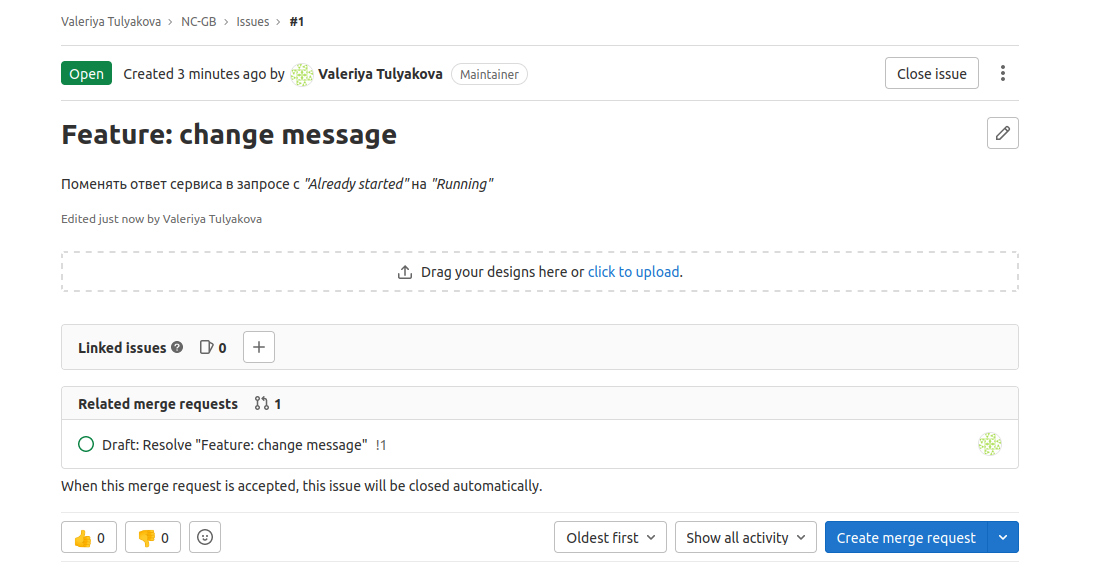 Valeriya Tulyakova › NC-GB › Issues › #1
Open Created 3 minutes ago by Valeriya Tulyakova Maintainer Close issue
Feature: change message
Поменять ответ сервиса в запросе с "Already started" на "Running"
Edited just now by Valeriya Tulyakova
Drag your designs here or click to upload.
Linked issues 0
Related merge requests 1
Draft: Resolve "Feature: change message" !1
When this merge request is accepted, this issue will be closed automatically.
0 0 Oldest first Show all activity Create merge request